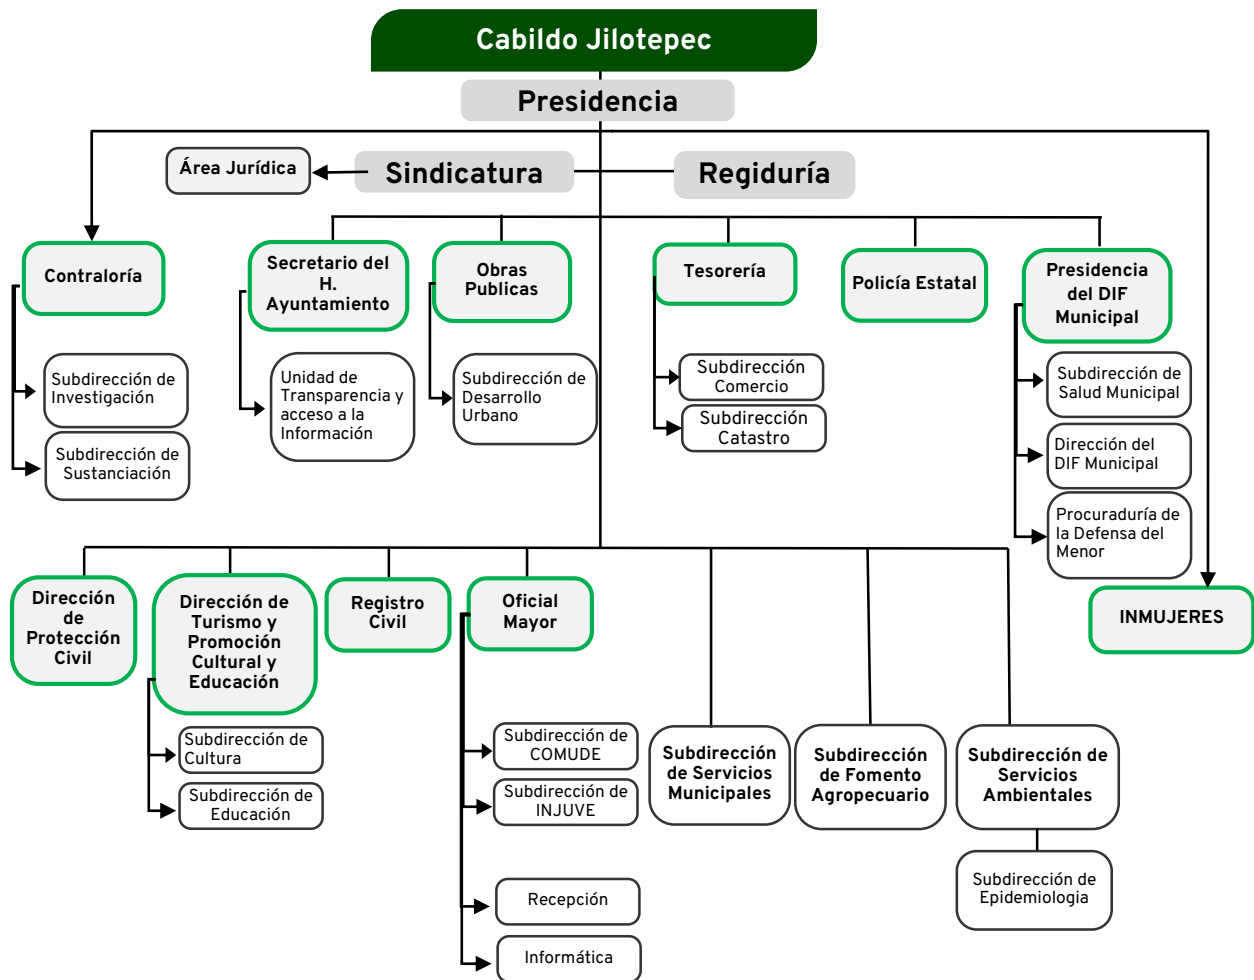 Cabildo Jilotepec
Presidencia
Área Jurídica
Sindicatura
Regiduría
Contraloría
Secretario del
H.
Ayuntamiento
Obras
Publicas
Tesorería
Policía Estatal
Presidencia
del DIF
Municipal
Subdirección de
Investigación
Subdirección de
Sustanciación
Unidad de
Transparencia y
acceso a la
Información
Subdirección de
Desarrollo
Urbano
Subdirección
Comercio
Subdirección
Catastro
Subdirección de
Salud Municipal
Dirección del
DIF Municipal
Procuraduría de
la Defensa del
Menor
Dirección
de
Protección
Civil
Dirección de
Turismo y
Promoción
Cultural y
Educación
Registro
Civil
Oficial
Mayor
INMUJERES
Subdirección de
Cultura
Subdirección de
Educación
Subdirección de
COMUDE
Subdirección de
INJUVE
Recepción
Informática
Subdirección
de Servicios
Municipales
Subdirección
de Fomento
Agropecuario
Subdirección de
Servicios
Ambientales
Subdirección de
Epidemiologia